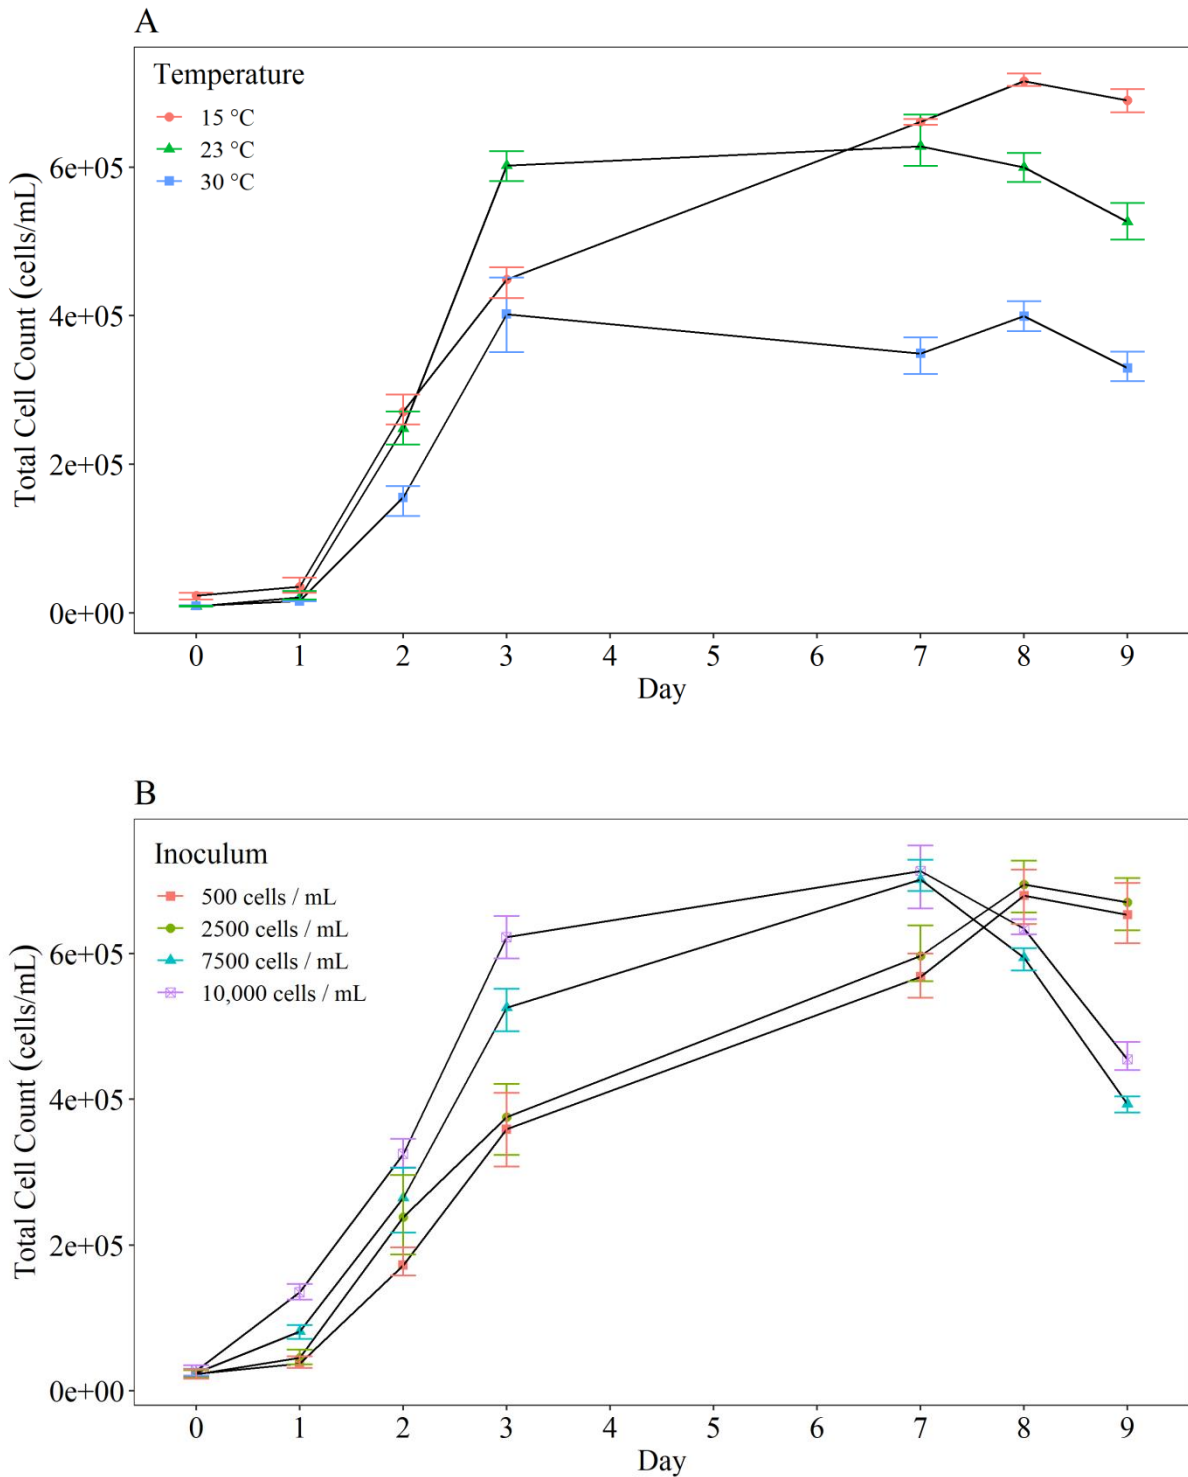 A
Temperature
15 °C
23 °C
30 °C
Total Cell Count (cells/mL)
6e+05
4e+05
2e+05
0e+00
0 1 2 3 4 5 6 7 8 9
Day
B
Inoculum
500 cells / mL
2500 cells / mL
7500 cells / mL
10,000 cells / mL
Total Cell Count (cells/mL)
6e+05
4e+05
2e+05
0e+00
0 1 2 3 4 5 6 7 8 9
Day